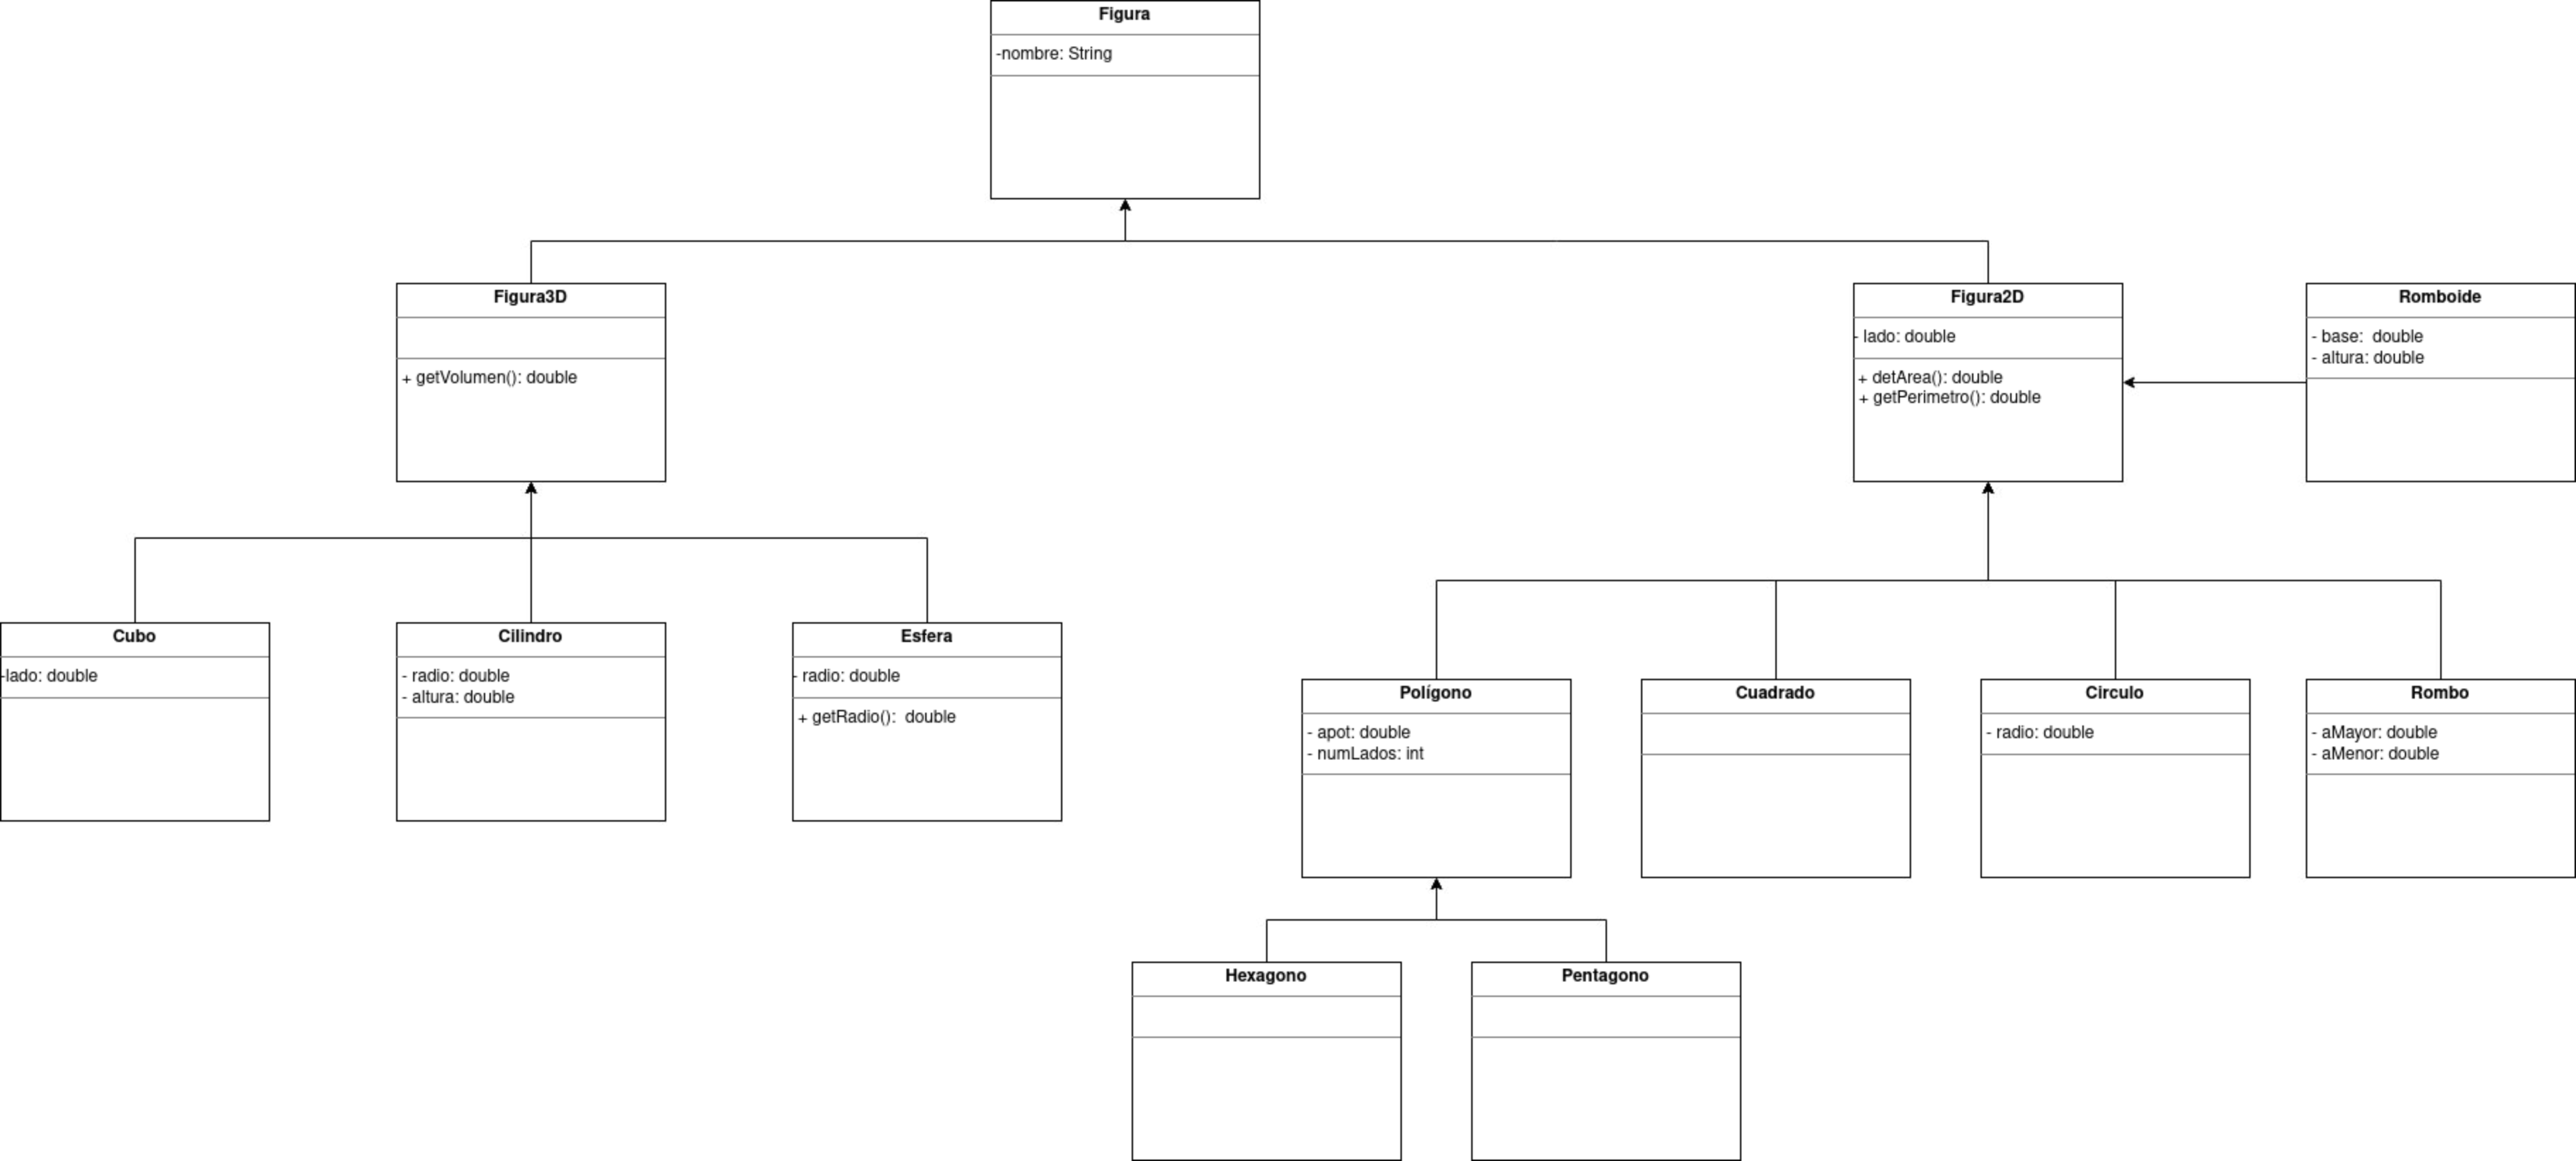 Figura
-nombre: String
Figura3D
+ getVolumen(): double
Figura2D
- lado: double
+ detArea(): double
+ getPerimetro(): double
Romboide
- base:  double
- altura: double
Cubo
-lado: double
Cilindro
- radio: double
- altura: double
Esfera
- radio: double
+ getRadio():  double
Polígono
- apot: double
- numLados: int
Cuadrado
Circulo
- radio: double
Rombo
- aMayor: double
- aMenor: double
Hexagono
Pentagono